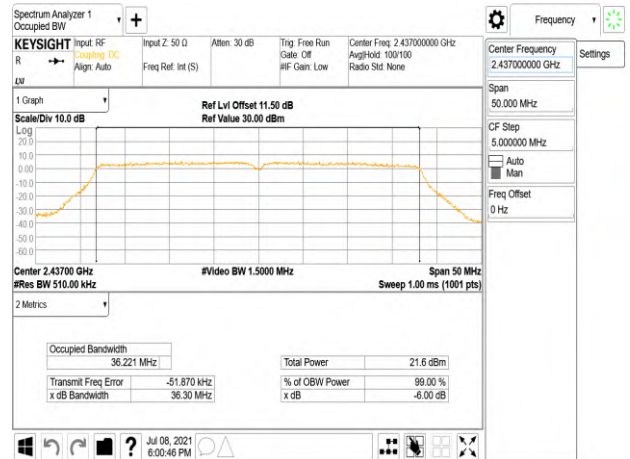 Spectrum Analyzer 1
Occupied BW
Frequency
KEYSIGHT
R
LXI
Input: RF
Coupling: DC
Align: Auto
Input Z: 50 Ω
Freq Ref: Int (S)
Atten: 30 dB
Trig: Free Run
Gate: Off
#IF Gain: Low
Center Freq: 2.437000000 GHz
Avg|Hold: 100/100
Radio Std: None
Center Frequency
2.437000000 GHz
Settings
Span
50.000 MHz
CF Step
5.000000 MHz
Auto
Man
Freq Offset
0 Hz
1 Graph
Scale/Div 10.0 dB
Ref Lvl Offset 11.50 dB
Ref Value 30.00 dBm
Log
20.0
10.0
0.00
-10.0
-20.0
-30.0
-40.0
-50.0
-60.0
Center 2.43700 GHz
#Video BW 1.5000 MHz
Span 50 MHz
#Res BW 510.00 kHz
Sweep 1.00 ms (1001 pts)
2 Metrics
Occupied Bandwidth
36.221 MHz
Total Power 21.6 dBm
Transmit Freq Error -51.870 kHz
% of OBW Power 99.00 %
x dB Bandwidth 36.30 MHz
x dB -6.00 dB
?
Jul 08, 2021
6:00:46 PM